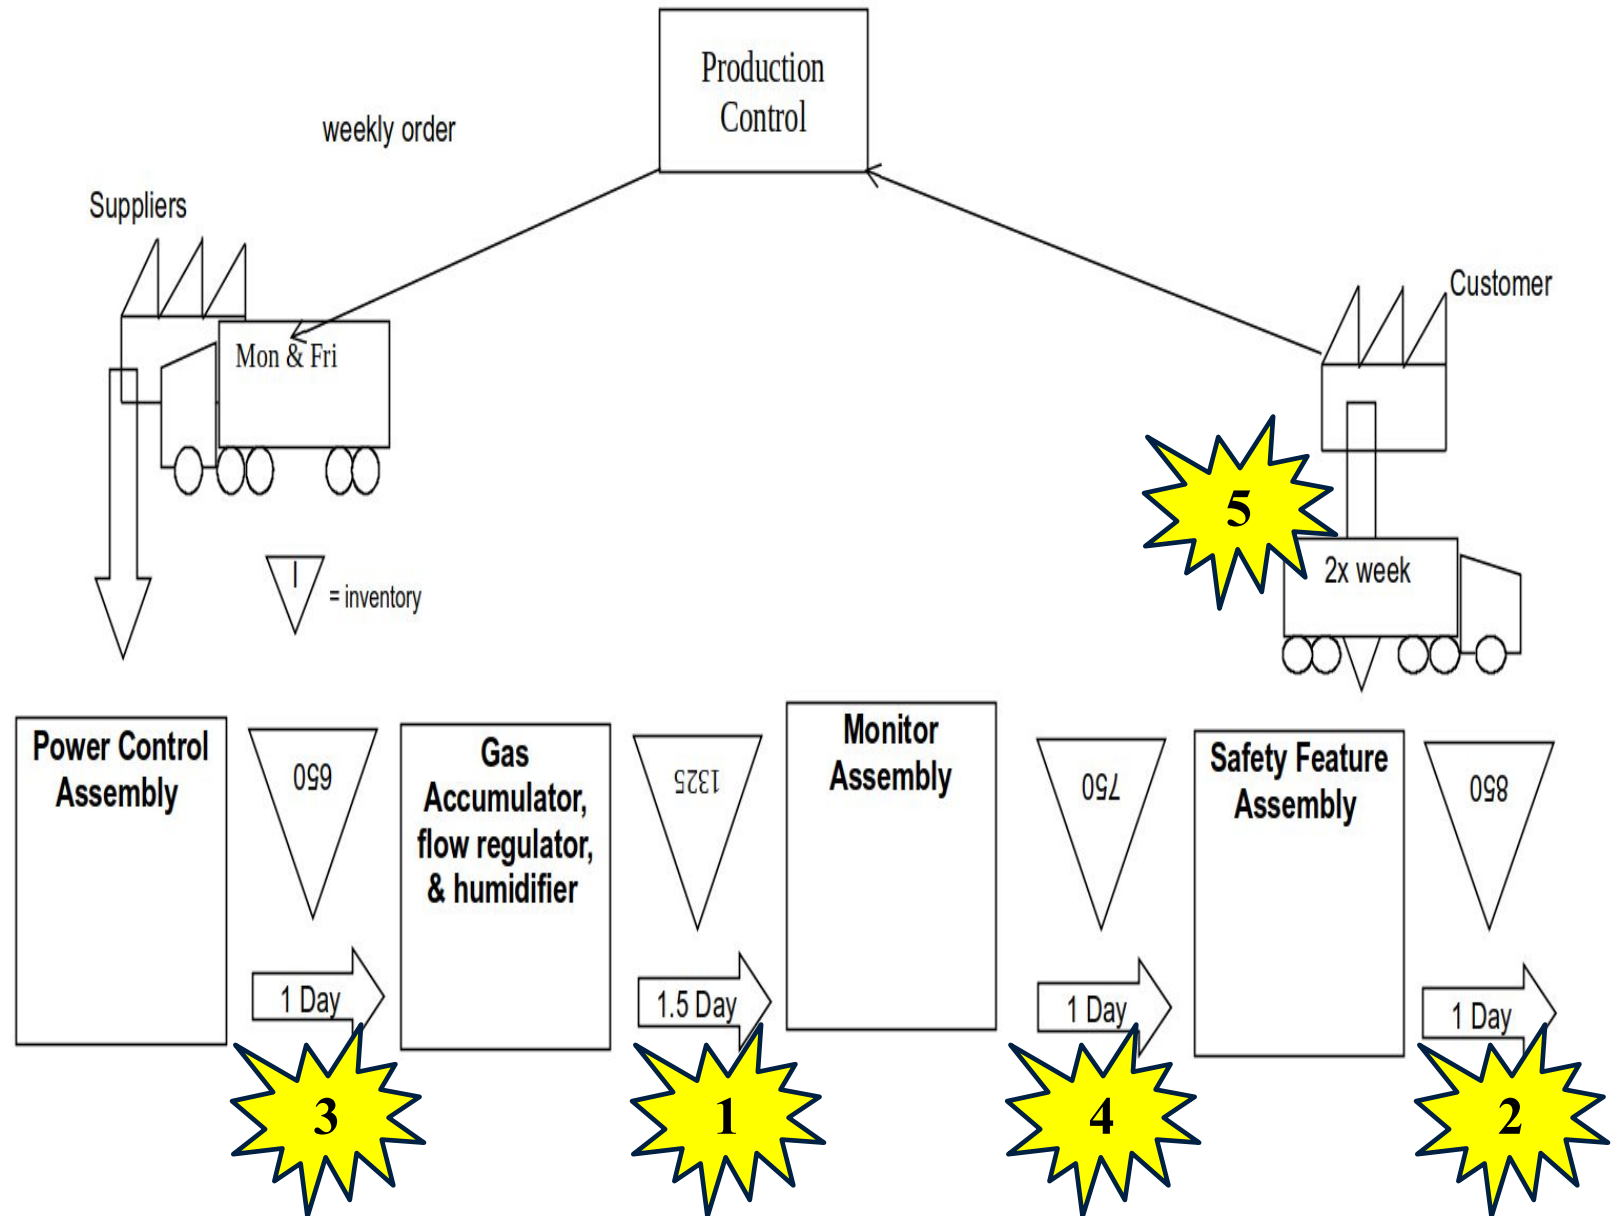 Production
Control
weekly order
Suppliers
Mon & Fri
Customer
5
2x week
I
= inventory
Power Control
Assembly
650
Gas
Accumulator,
flow regulator,
& humidifier
1325
Monitor
Assembly
750
Safety Feature
Assembly
850
1 Day
1.5 Day
1 Day
1 Day
3
1
4
2